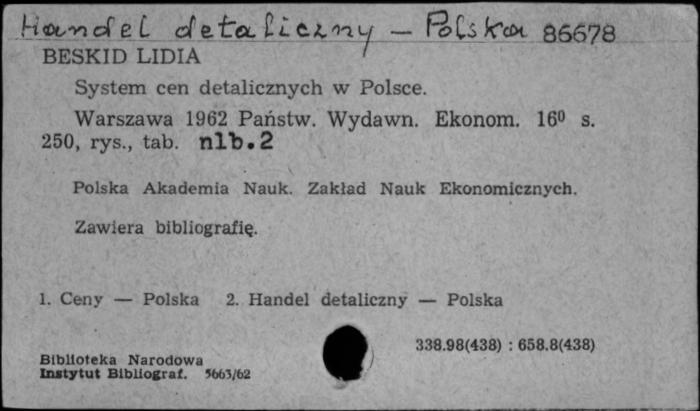 Handel detaliczny — Polska 86678
BESKID LIDIA
System cen detalicznych w Polsce.
Warszawa 1962 Państw. Wydawn. Ekonom. 16⁰ s.
250, rys., tab. nlb.2
Polska Akademia Nauk. Zakład Nauk Ekonomicznych.
Zawiera bibliografię.
1. Ceny — Polska 2. Handel detaliczny — Polska
338.98(438) : 658.8(438)
Biblioteka Narodowa
Instytut Bibliograf. 5663/62